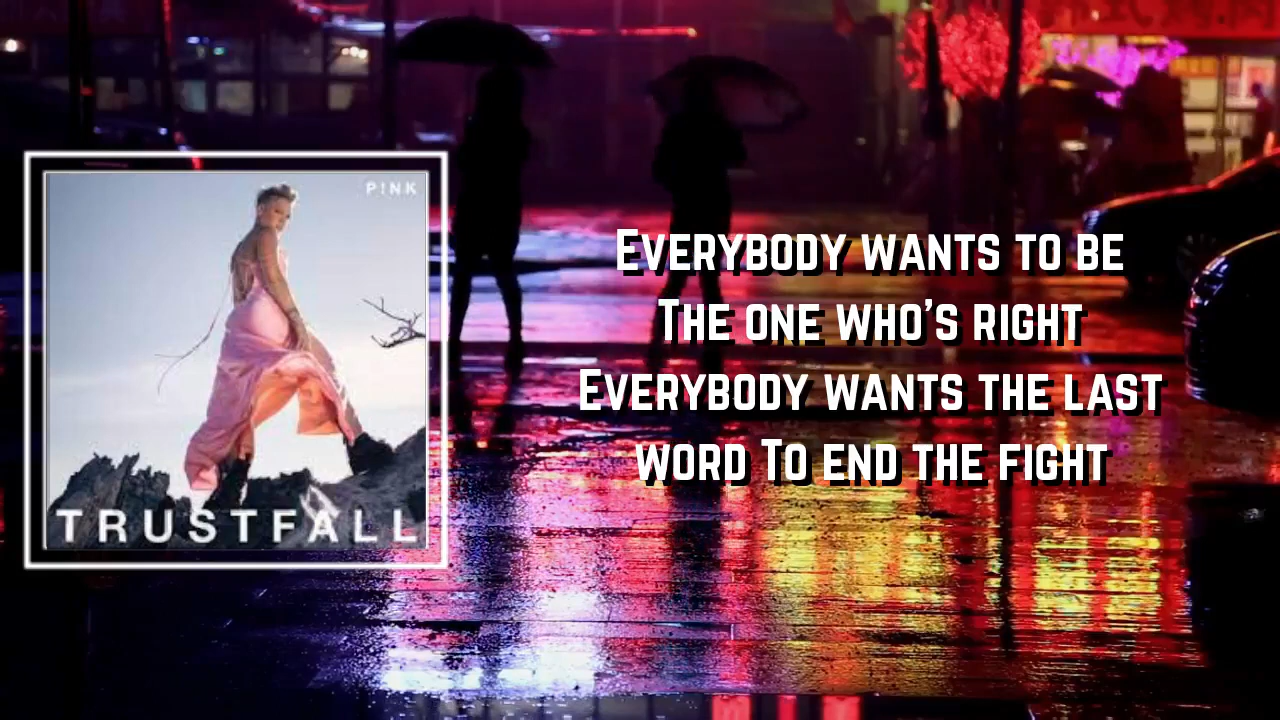 P!NK
TRUSTFALL
Everybody wants to be
The one who's right
Everybody wants the last
word To end the fight